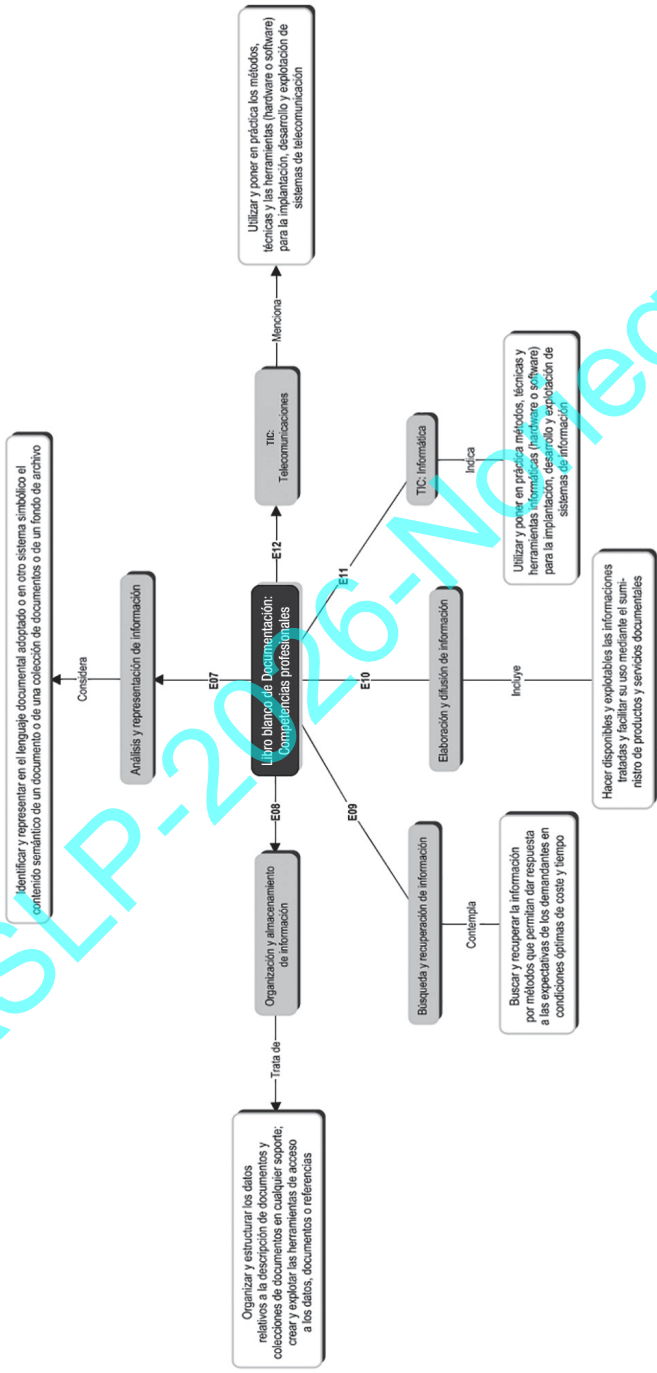 Identificar y representar en el lenguaje documental adoptado o en otro sistema simbólico el
contenido semántico de un documento o de una colección de documentos o de un fondo de archivo
Considera
Análisis y representación de información
E07
Organizar y estructurar los datos
relativos a la descripción de documentos y
colecciones de documentos en cualquier soporte;
crear y explotar las herramientas de acceso
a los datos, documentos o referencias
Trata de
Organización y almacenamiento
de información
E08
Libro blanco de Documentación:
Competencias profesionales
E12
TIC:
Telecomunicaciones
Menciona
Utilizar y poner en práctica los métodos,
técnicas y las herramientas (hardware o software)
para la implantación, desarrollo y explotación de
sistemas de telecomunicación
E09
Búsqueda y recuperación de información
Contempla
Buscar y recuperar la información
por métodos que permitan dar respuesta
a las expectativas de los demandantes en
condiciones óptimas de coste y tiempo
E10
Elaboración y difusión de información
Incluye
Hacer disponibles y explotables las informaciones
tratadas y facilitar su uso mediante el sumi-
nistro de productos y servicios documentales
E11
TIC: Informática
Indica
Utilizar y poner en práctica métodos, técnicas y
herramientas informáticas (hardware o software)
para la implantación, desarrollo y explotación de
sistemas de información
SLP-2026-No